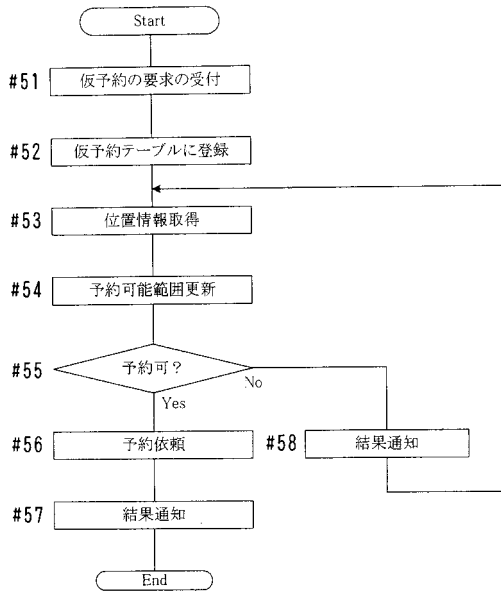 Start
#51 仮予約の要求の受付
#52 仮予約テーブルに登録
#53 位置情報取得
#54 予約可能範囲更新
#55 予約可？
No
Yes
#56 予約依頼
#58 結果通知
#57 結果通知
End